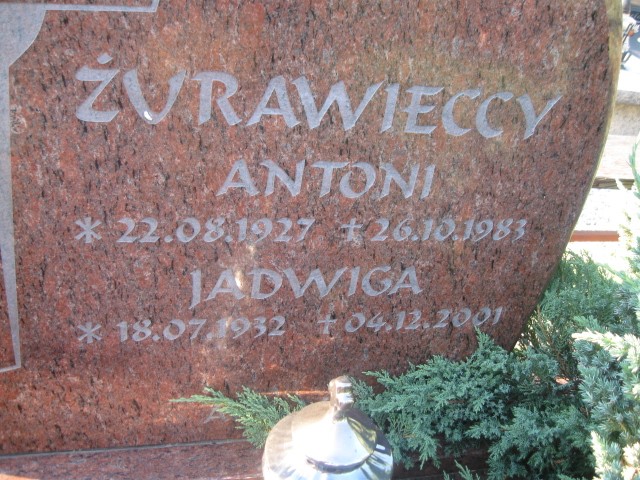 ŻURAWIECCY
ANTONI
* 22.08.1927 + 26.10.1983
JADWIGA
* 18.07.1932 + 04.12.2001